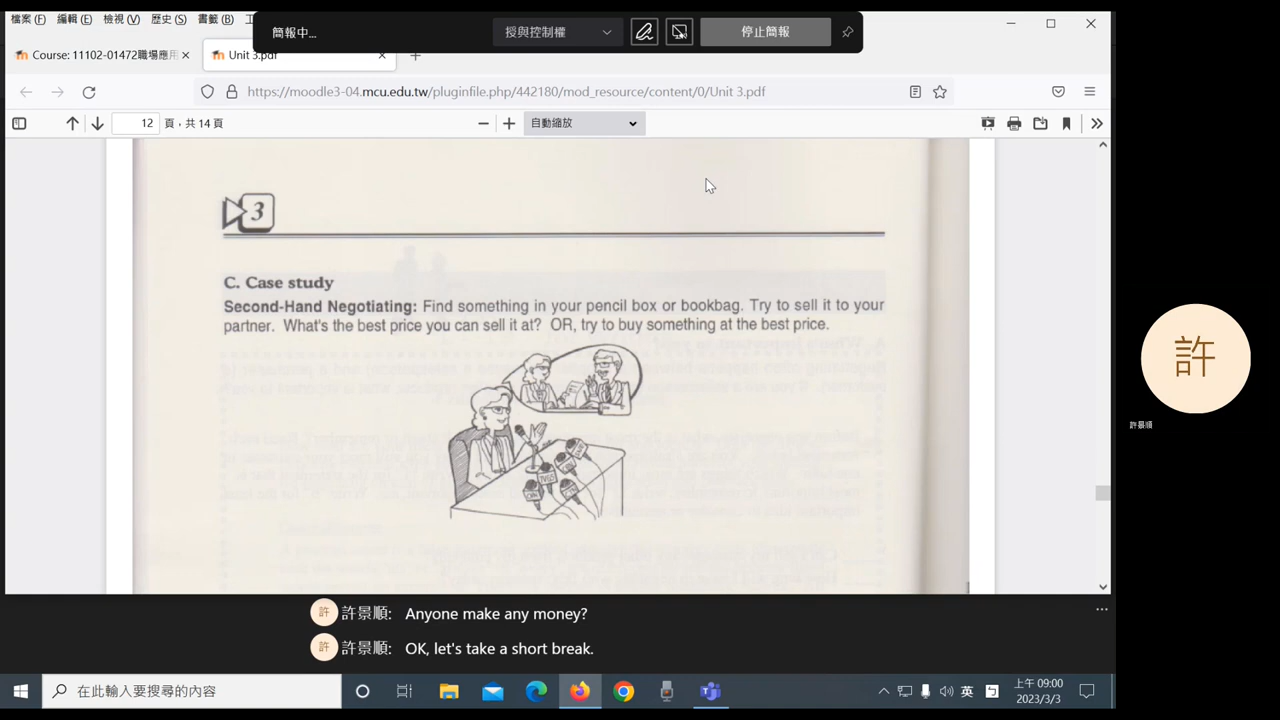 檔案(F) 編輯(E) 檢視(V) 歷史(S) 書籤(B)
簡報中...
授與控制權
停止簡報
Course: 11102-01472職場應用
Unit 3.pdf
https://moodle3-04.mcu.edu.tw/pluginfile.php/442180/mod_resource/content/0/Unit 3.pdf
12 頁,共 14 頁
自動縮放
3
C. Case study
Second-Hand Negotiating: Find something in your pencil box or bookbag. Try to sell it to your
partner. What's the best price you can sell it at? OR, try to buy something at the best price.
許
許景順
許 許景順: Anyone make any money?
許 許景順: OK, let's take a short break.
在此輸入要搜尋的內容
英
上午 09:00
2023/3/3